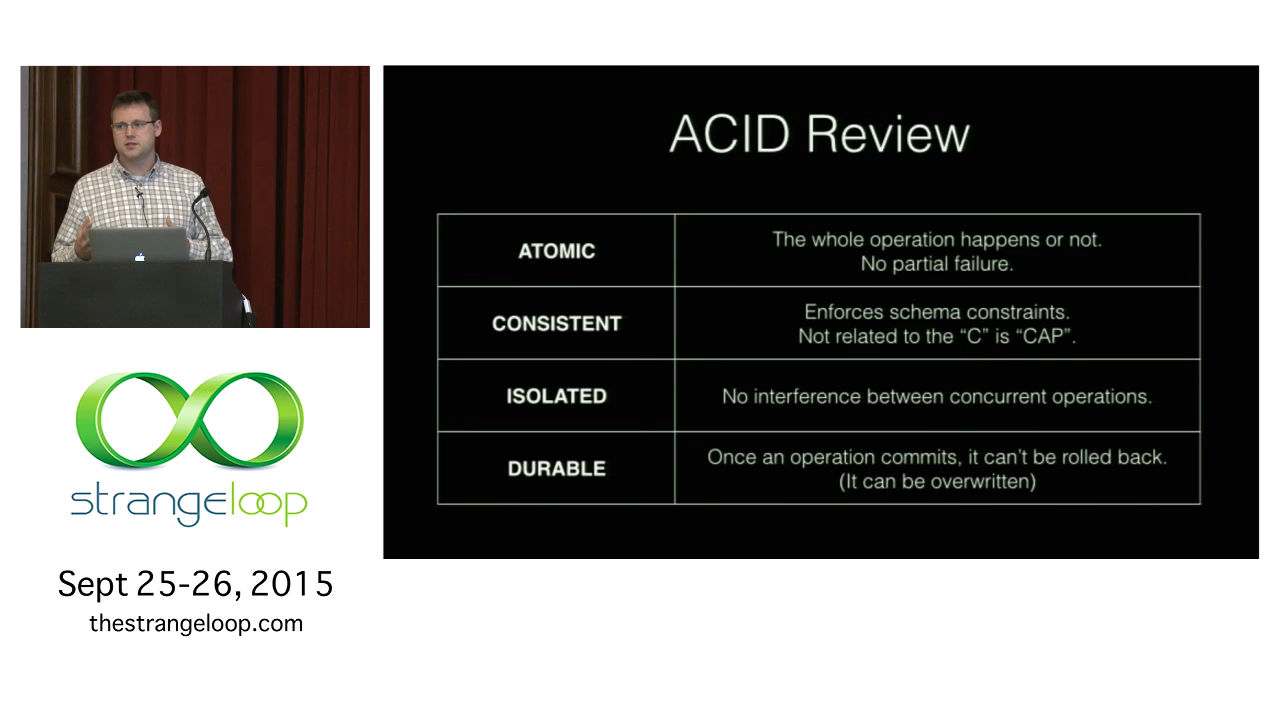 ACID Review
ATOMIC
The whole operation happens or not.
No partial failure.
CONSISTENT
Enforces schema constraints.
Not related to the “C” is “CAP”.
ISOLATED
No interference between concurrent operations.
DURABLE
Once an operation commits, it can’t be rolled back.
(It can be overwritten)
strangeloop
Sept 25-26, 2015
thestrangeloop.com